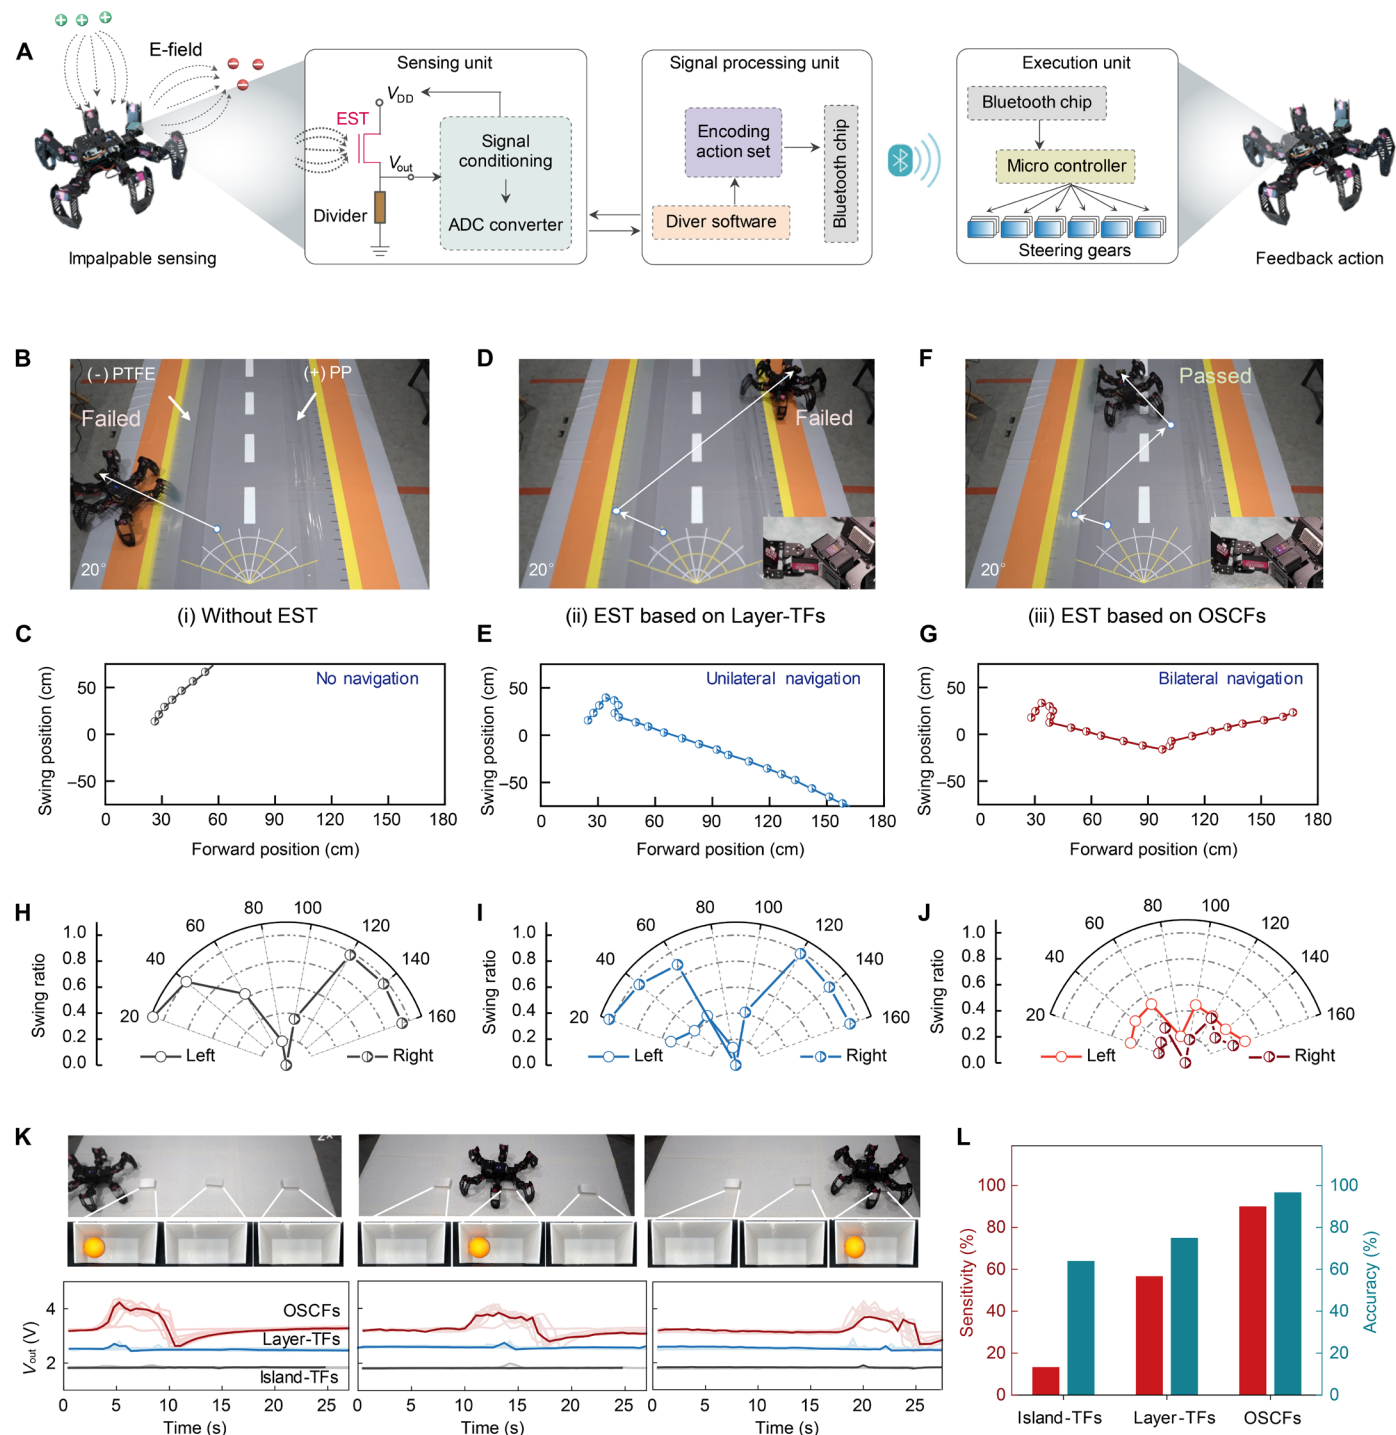 A
E-field
Impalpable sensing
Sensing unit
VDD
EST
Vout
Divider
Signal
conditioning
ADC converter
Signal processing unit
Encoding
action set
Diver software
Bluetooth chip
Execution unit
Bluetooth chip
Micro controller
Steering gears
Feedback action
B
(-) PTFE
(+) PP
Failed
20°
(i) Without EST
D
Failed
20°
(ii) EST based on Layer-TFs
F
Passed
20°
(iii) EST based on OSCFs
C
Swing position (cm)
50
0
−50
No navigation
0 30 60 90 120 150 180
Forward position (cm)
E
Swing position (cm)
50
0
−50
Unilateral navigation
0 30 60 90 120 150 180
Forward position (cm)
G
Swing position (cm)
50
0
−50
Bilateral navigation
0 30 60 90 120 150 180
Forward position (cm)
H
Swing ratio
1.0
0.8
0.6
0.4
0.2
0.0
20 40 60 80 100 120 140 160
Left
Right
I
Swing ratio
1.0
0.8
0.6
0.4
0.2
0.0
20 40 60 80 100 120 140 160
Left
Right
J
Swing ratio
1.0
0.8
0.6
0.4
0.2
0.0
20 40 60 80 100 120 140 160
Left
Right
K
2×
Vout (V)
4
2
OSCFs
Layer-TFs
Island-TFs
0 5 10 15 20 25
Time (s)
0 5 10 15 20 25
Time (s)
0 5 10 15 20 25
Time (s)
L
Sensitivity (%)
100
80
60
40
20
0
Accuracy (%)
100
80
60
40
20
0
Island-TFs
Layer-TFs
OSCFs